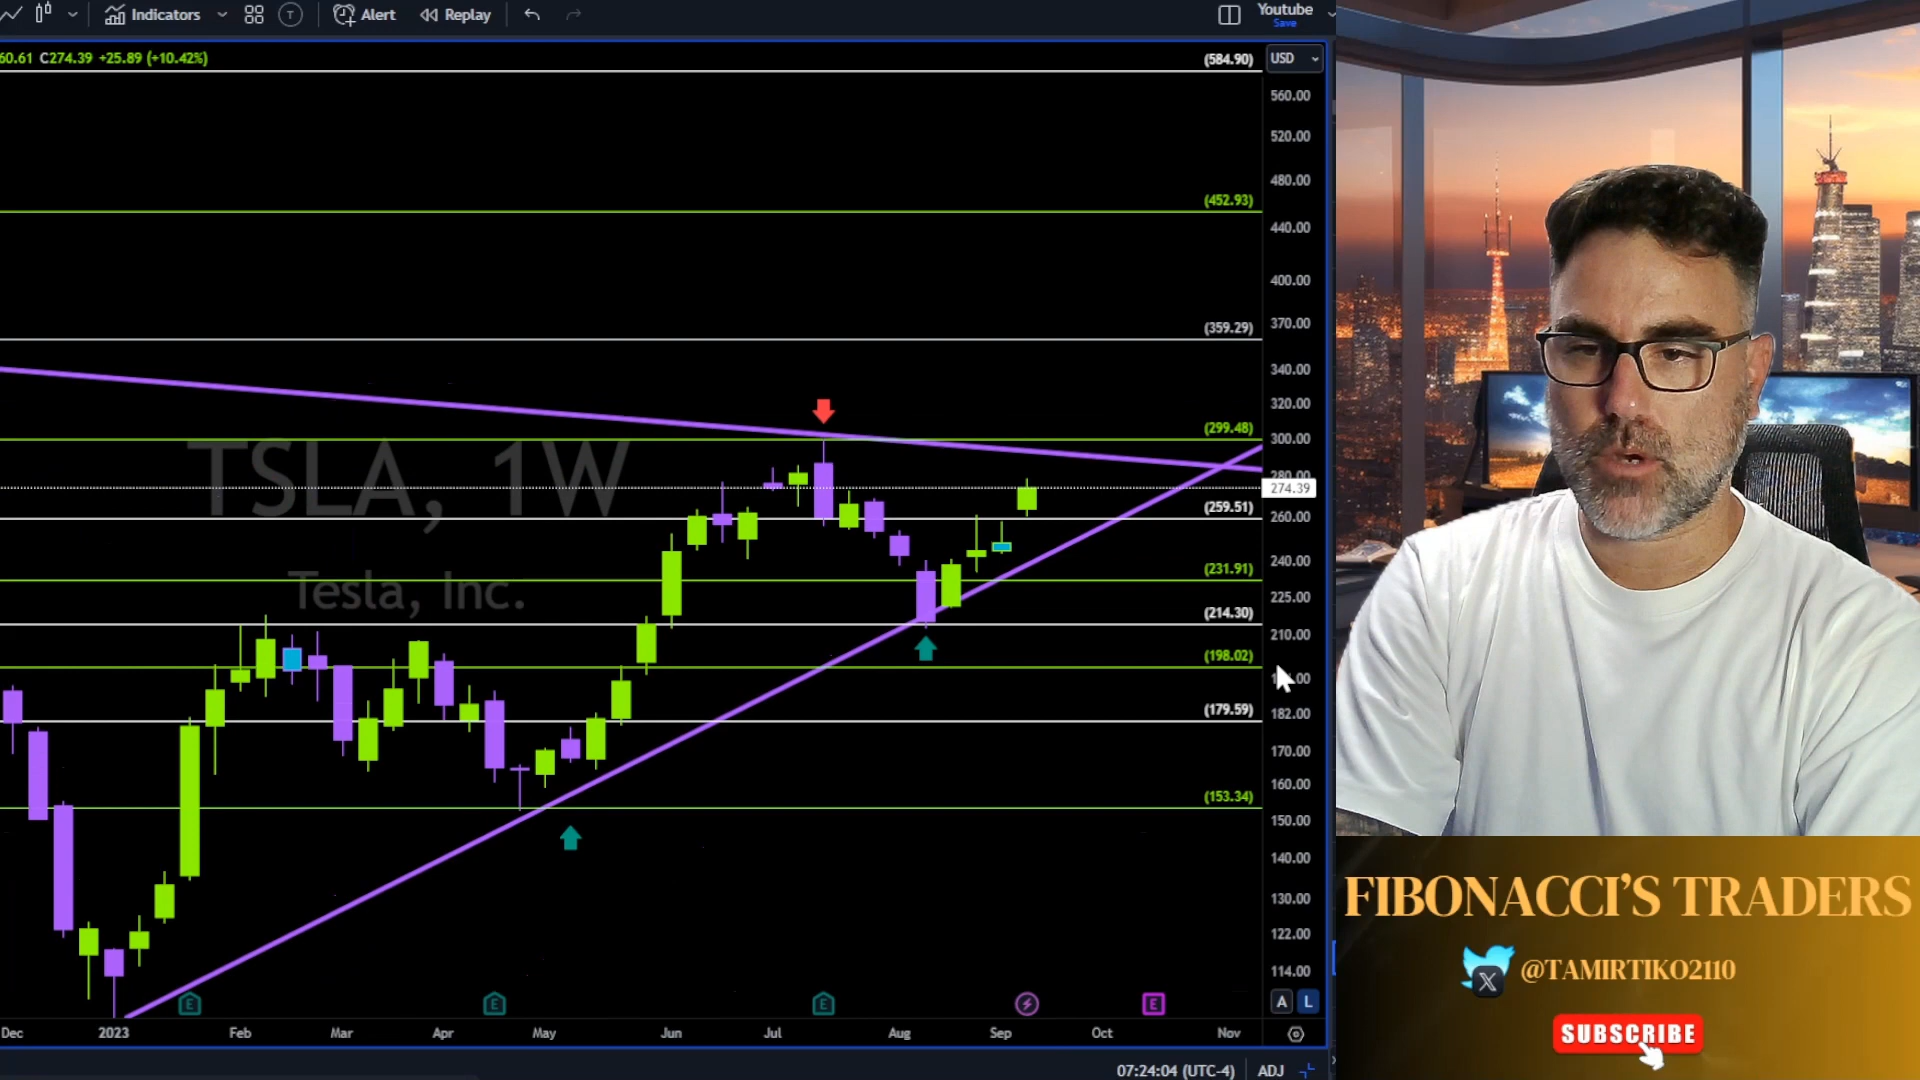 Indicators
T
Alert
Replay
Youtube
Save
60.61 C274.39 +25.89 (+10.42%)
USD
(584.90)
(452.93)
(359.29)
(299.48)
(259.51)
(231.91)
(214.30)
(198.02)
(179.59)
(153.34)
560.00
520.00
480.00
440.00
400.00
370.00
340.00
320.00
300.00
280.00
274.39
260.00
240.00
225.00
210.00
182.00
170.00
160.00
150.00
140.00
130.00
122.00
114.00
TSLA, 1W
Tesla, Inc.
E
E
E
E
A L
Dec 2023 Feb Mar Apr May Jun Jul Aug Sep Oct Nov
07:24:04 (UTC-4) ADJ
FIBONACCI'S TRADERS
X @TAMIRTIKO2110
SUBSCRIBE